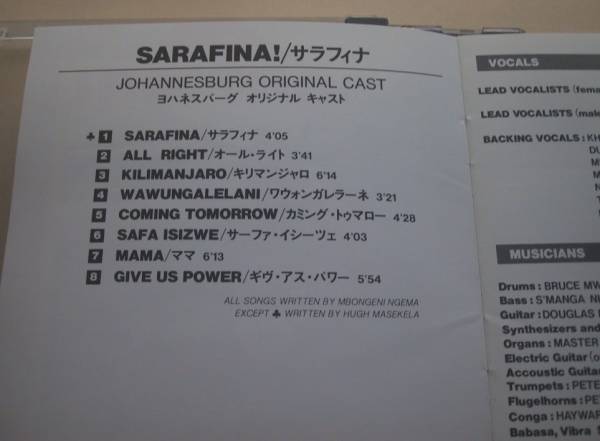 SARAFINA!/サラフィナ
JOHANNESBURG ORIGINAL CAST
ヨハネスバーグ オリジナル キャスト
♣ 1 SARAFINA/サラフィナ 4'05
2 ALL RIGHT/オール・ライト 3'41
3 KILIMANJARO/キリマンジャロ 6'14
4 WAWUNGALELANI/ワウォンガレラーネ 3'21
5 COMING TOMORROW/カミング・トゥマロー 4'28
6 SAFA ISIZWE/サーファ・イシーツェ 4'03
7 MAMA/ママ 6'13
8 GIVE US POWER/ギヴ・アス・パワー 5'54
ALL SONGS WRITTEN BY MBONGENI NGEMA
EXCEPT ♣ WRITTEN BY HUGH MASEKELA
VOCALS
LEAD VOCALISTS (fema
LEAD VOCALISTS (male
BACKING VOCALS : KH
DU
M
M
N
MUSICIANS
Drums : BRUCE MW
Bass : S'MANGA N
Guitar : DOUGLAS
Synthesizers and
Organs : MASTER
Electric Guitar (o
Accoustic Guita
Trumpets : PETE
Flugelhorns : PE
Conga : HAYWAR
Babasa, Vibra S